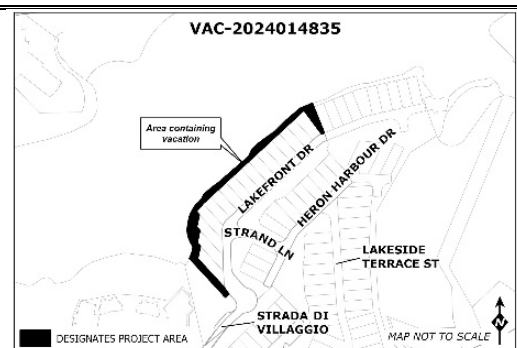 VAC-2024014835
Area containing
vacation
LAKEFRONT DR
HERON HARBOUR DR
STRAND LN
LAKESIDE
TERRACE ST
STRADA DI
VILLAGGIO
DESIGNATES PROJECT AREA
MAP NOT TO SCALE
N